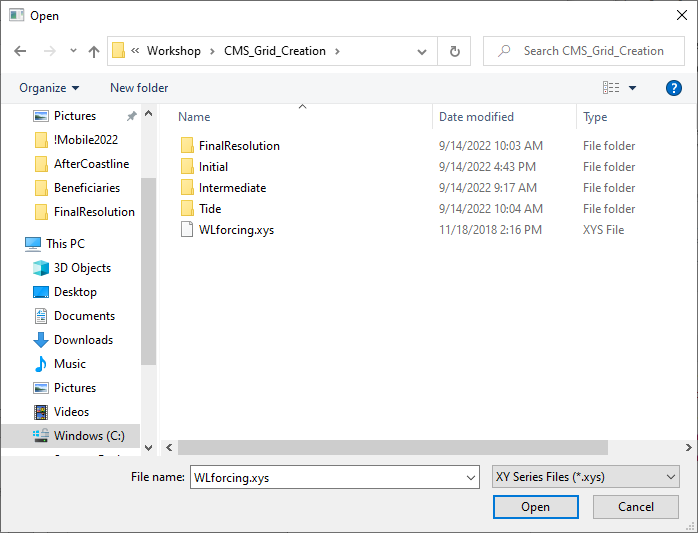 Open
« Workshop > CMS_Grid_Creation >
Search CMS_Grid_Creation
Organize
New folder
?
Pictures
!Mobile2022
AfterCoastline
Beneficiaries
FinalResolution
This PC
3D Objects
Desktop
Documents
Downloads
Music
Pictures
Videos
Windows (C:)
Name Date modified Type
FinalResolution 9/14/2022 10:03 AM File folder
Initial 9/14/2022 4:43 PM File folder
Intermediate 9/14/2022 9:17 AM File folder
Tide 9/14/2022 10:04 AM File folder
WLforcing.xys 11/18/2018 2:16 PM XYS File
File name: WLforcing.xys XY Series Files (*.xys)
Open Cancel